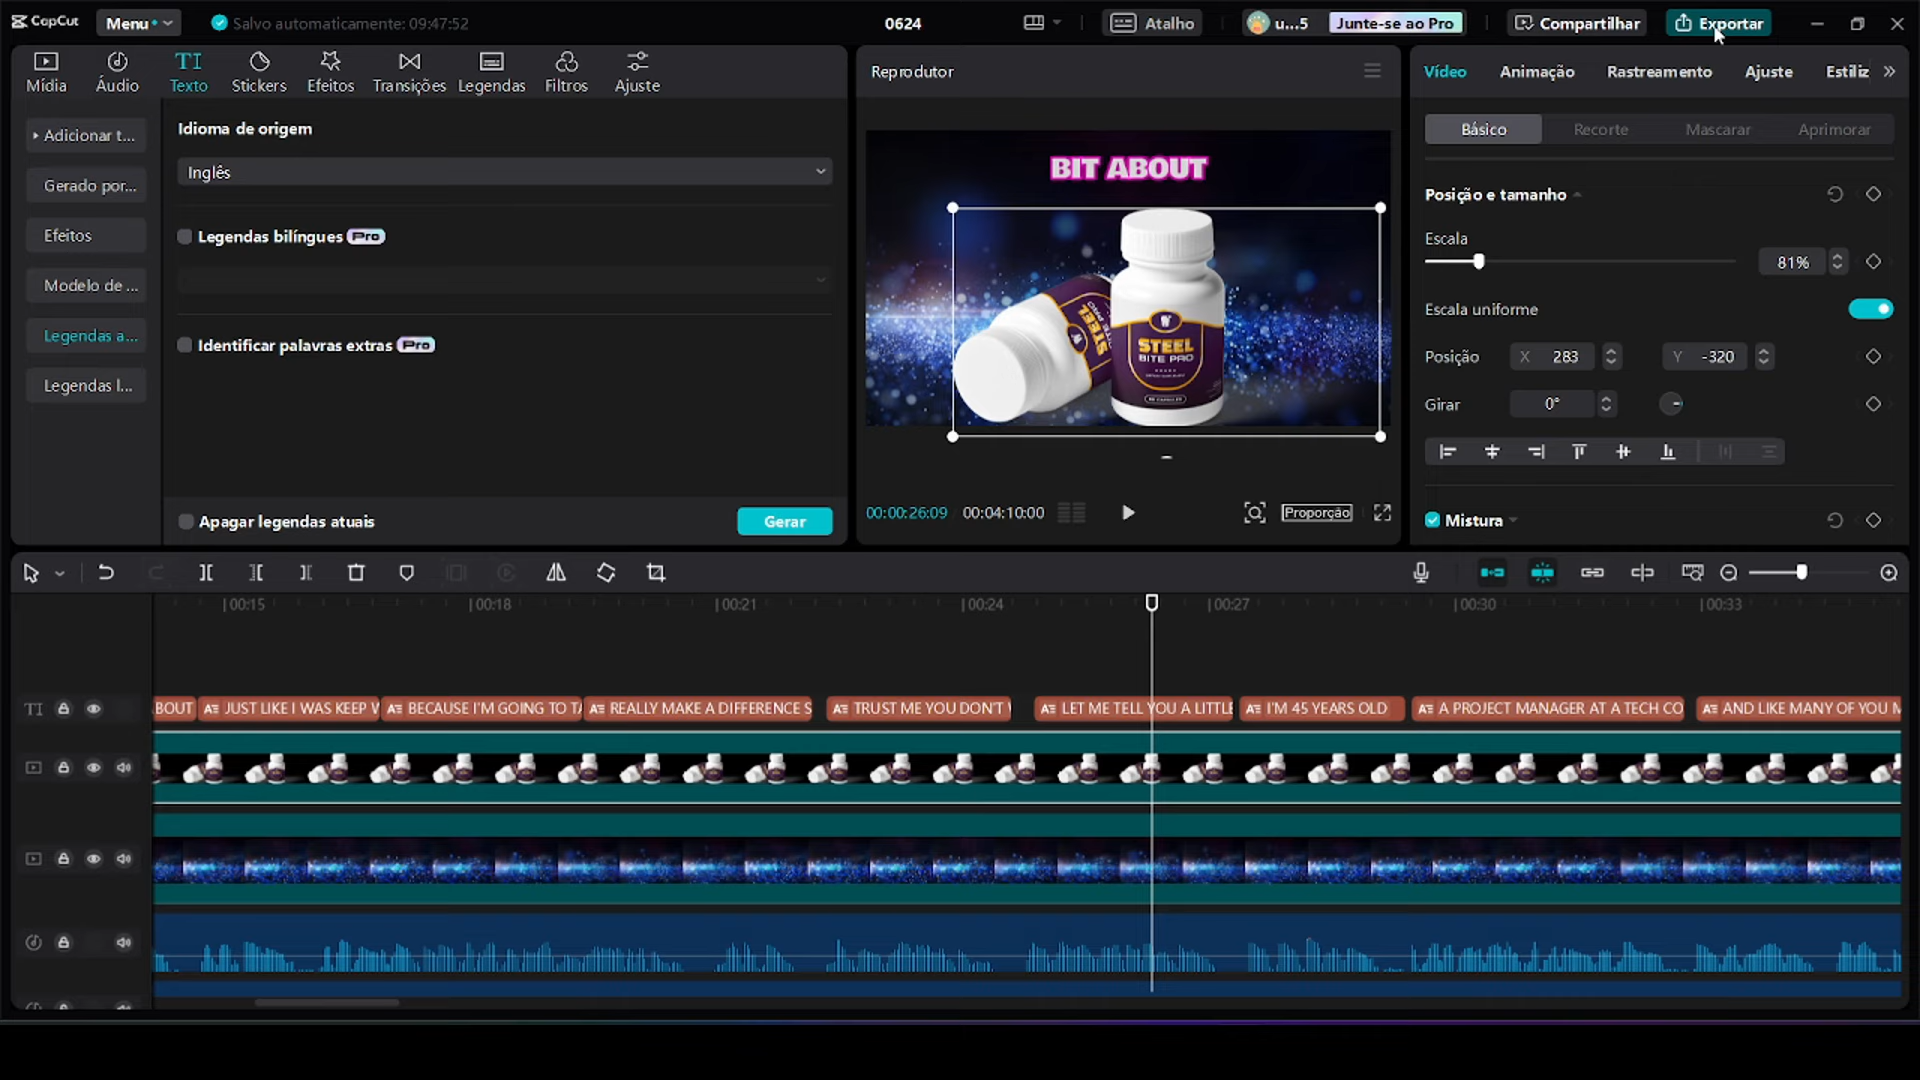 CapCut
Menu
Salvo automaticamente: 09:47:52
0624
Atalho
u...5
Junte-se ao Pro
Compartilhar
Exportar
Mídia
Áudio
Texto
Stickers
Efeitos
Transições
Legendas
Filtros
Ajuste
Adicionar t...
Gerado por...
Efeitos
Modelo de ...
Legendas a...
Legendas l...
Idioma de origem
Inglês
Legendas bilíngues Pro
Identificar palavras extras Pro
Apagar legendas atuais
Gerar
Reprodutor
BIT ABOUT
STEEL
BITE PRO
STEEL
BITE PRO
00:00:26:09
00:04:10:00
Proporção
Vídeo
Animação
Rastreamento
Ajuste
Estiliz
Básico
Recorte
Mascarar
Aprimorar
Posição e tamanho
Escala
81%
Escala uniforme
Posição
X 283
Y -320
Girar
0°
Mistura
00:15
00:18
00:21
00:24
00:27
00:30
00:33
TI
BOUT
JUST LIKE I WAS KEEP W
BECAUSE I'M GOING TO TA
REALLY MAKE A DIFFERENCE S
TRUST ME YOU DON'T
LET ME TELL YOU A LITTLE
I'M 45 YEARS OLD
A PROJECT MANAGER AT A TECH CO
AND LIKE MANY OF YOU M